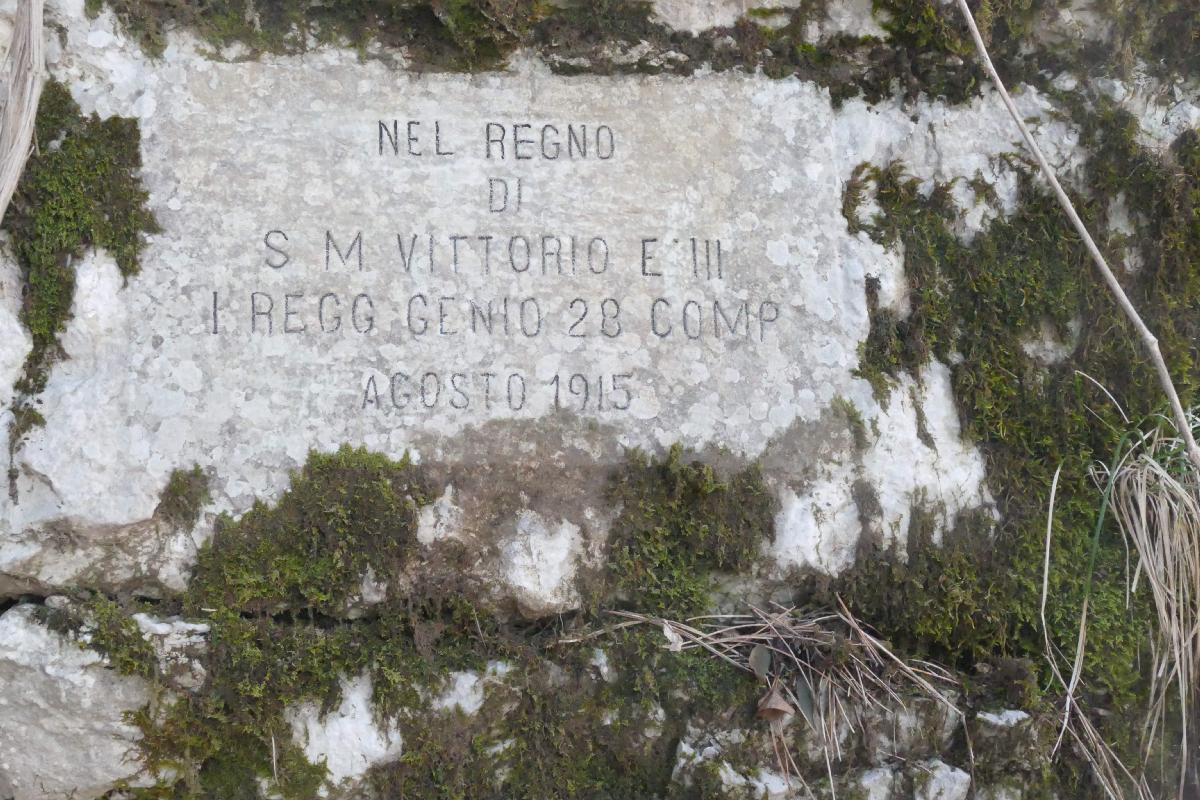 NEL REGNO
DI
S M VITTORIO E III
I REGG GENIO 28 COMP
AGOSTO 1915